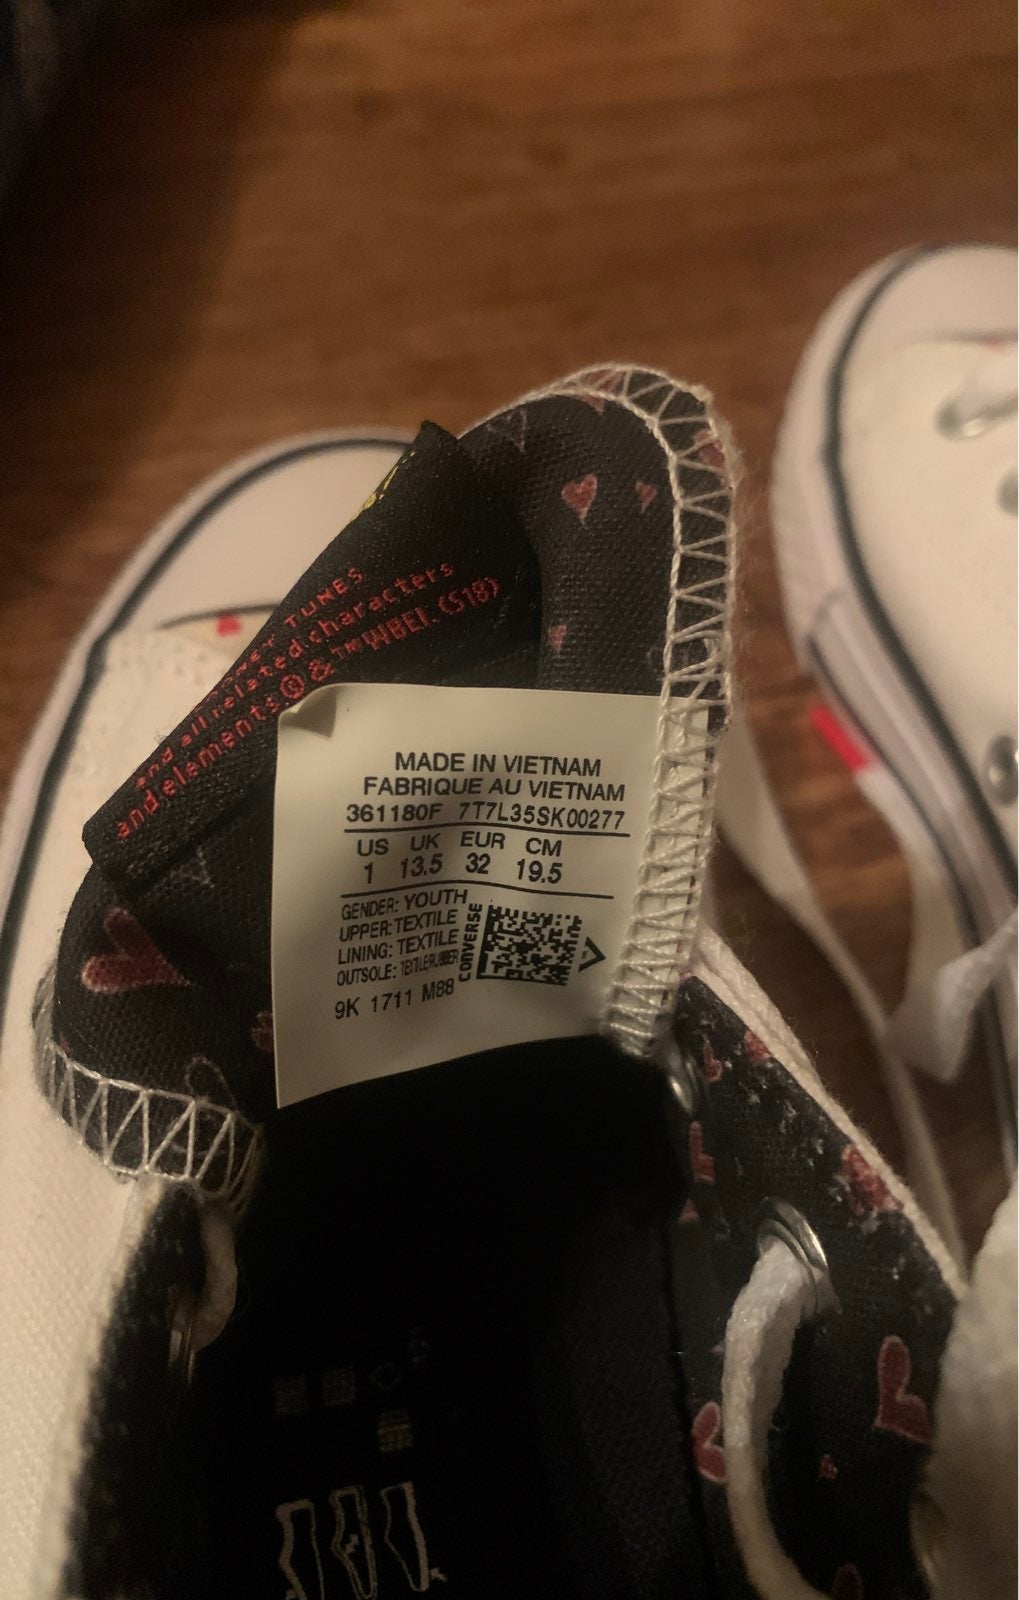 TUNES
and all related characters
and elements © & ™WBEI. (S18)
MADE IN VIETNAM
FABRIQUE AU VIETNAM
361180F 7T7L35SK00277
US UK EUR CM
1 13.5 32 19.5
GENDER: YOUTH
UPPER: TEXTILE
LINING: TEXTILE
OUTSOLE: TEXTILE/RUBBER
CONVERSE
9K 1711 M88